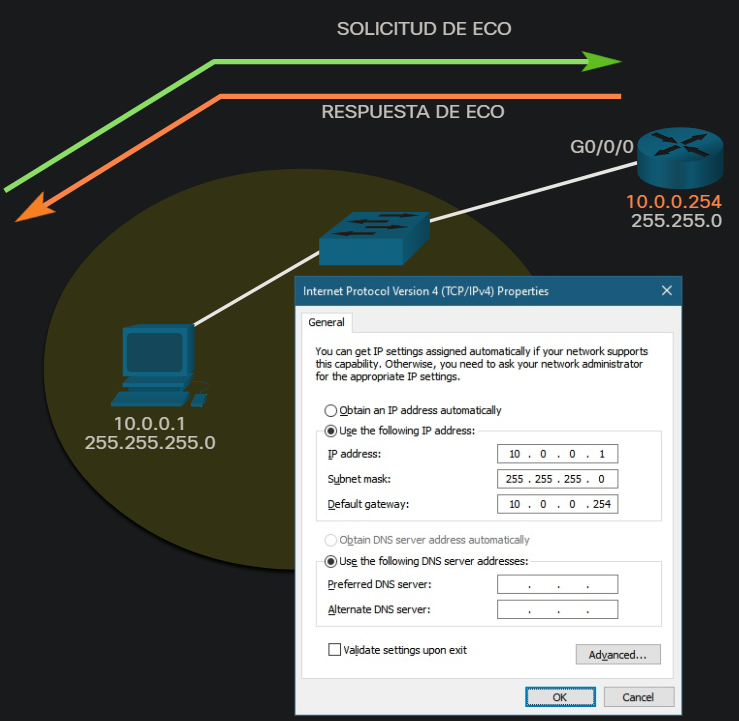 SOLICITUD DE ECO
RESPUESTA DE ECO
G0/0/0
10.0.0.254
255.255.0
10.0.0.1
255.255.255.0
Internet Protocol Version 4 (TCP/IPv4) Properties
General
You can get IP settings assigned automatically if your network supports
this capability. Otherwise, you need to ask your network administrator
for the appropriate IP settings.
Obtain an IP address automatically
Use the following IP address:
IP address: 10 . 0 . 0 . 1
Subnet mask: 255 . 255 . 255 . 0
Default gateway: 10 . 0 . 0 . 254
Obtain DNS server address automatically
Use the following DNS server addresses:
Preferred DNS server: . . .
Alternate DNS server: . . .
Validate settings upon exit
Advanced...
OK Cancel